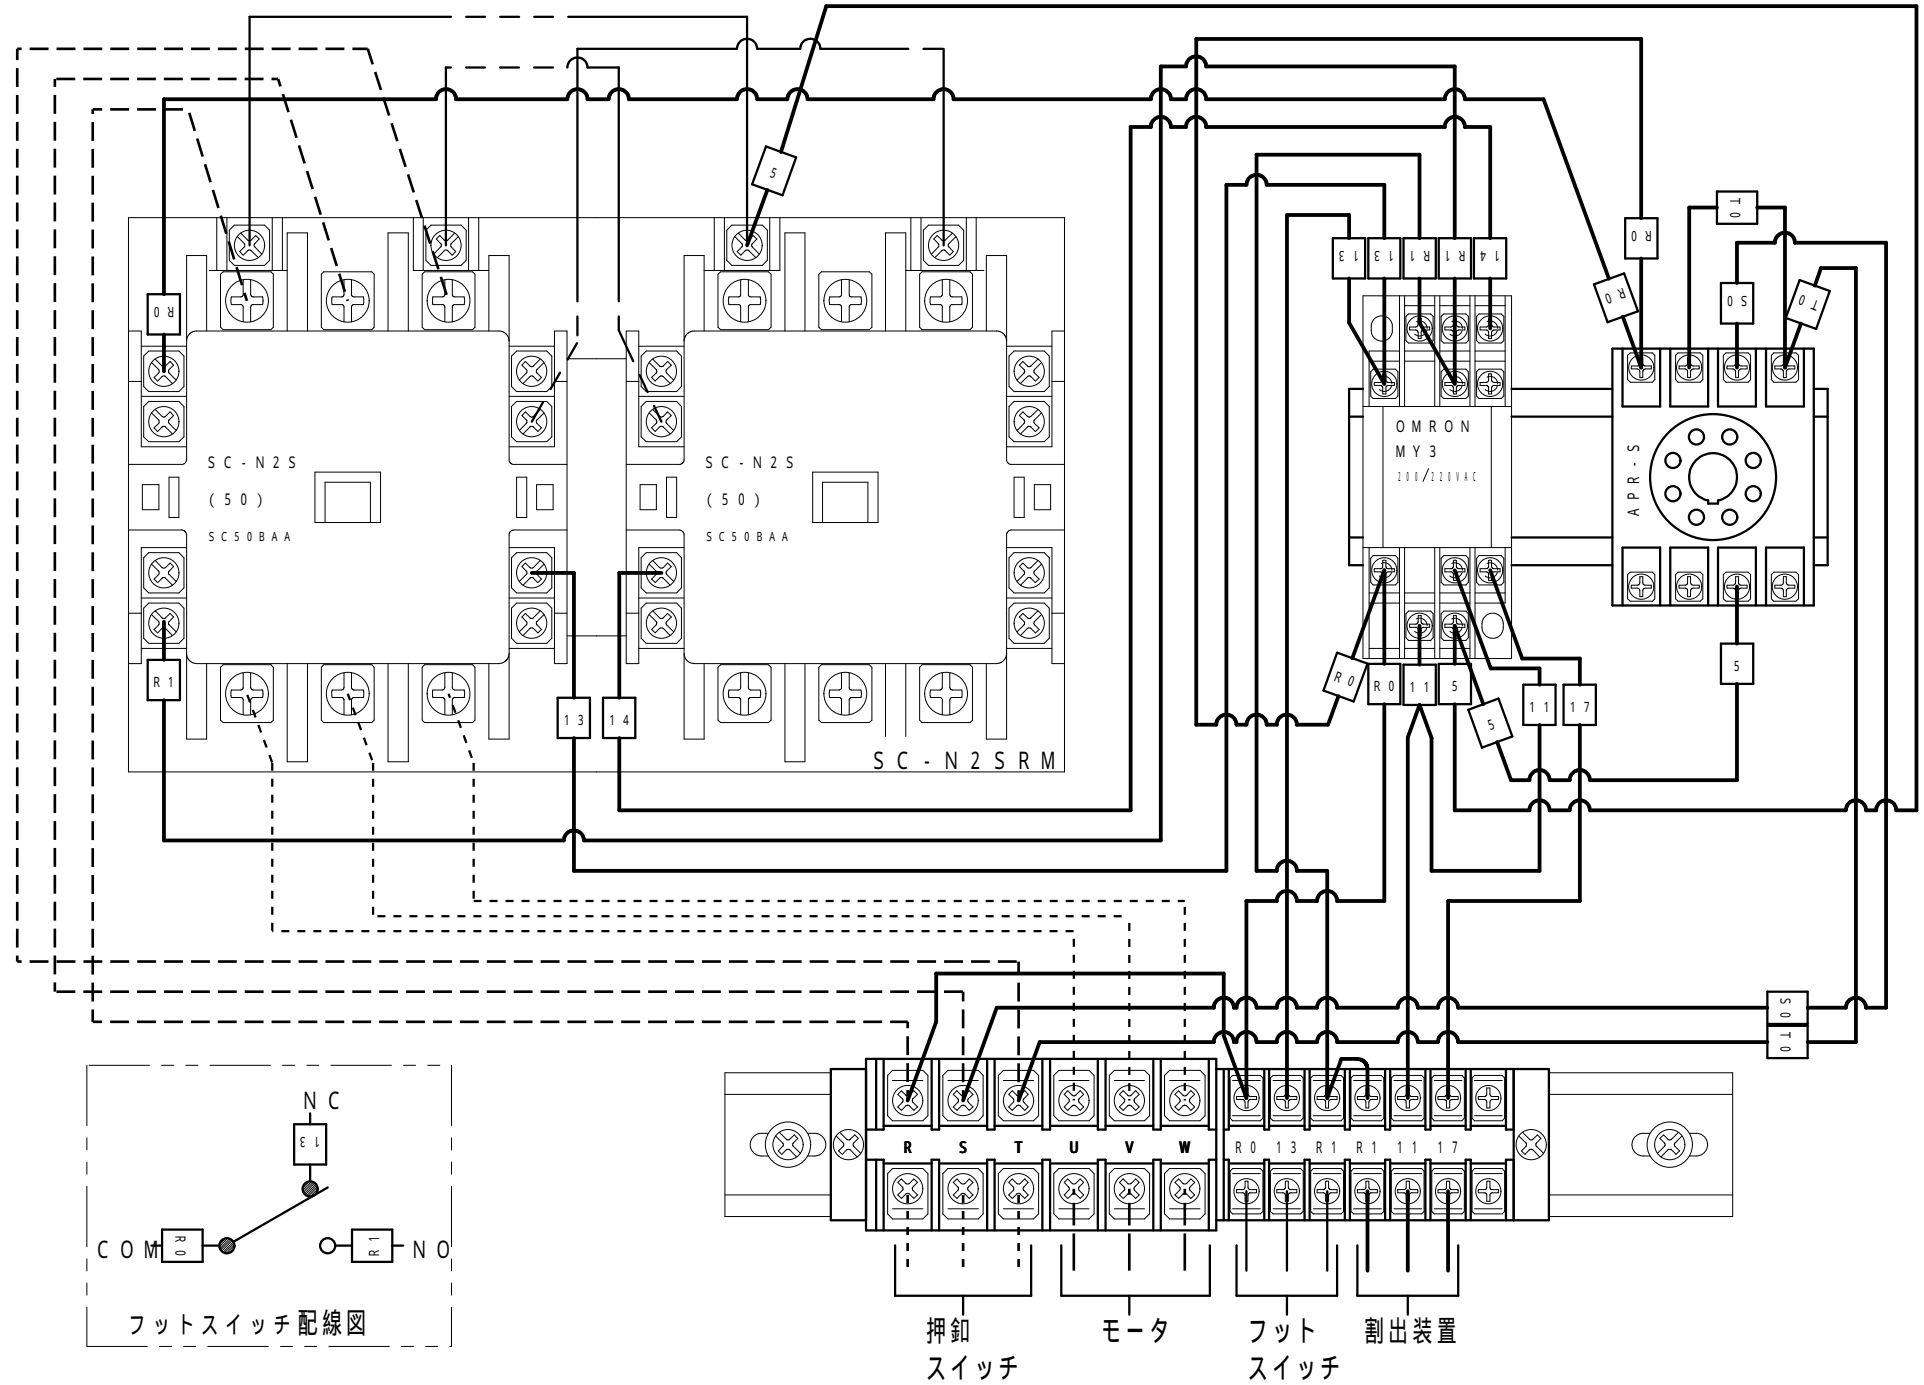 5
R0
T0
R0
S0
R0
T0
13
13
R1
R1
14
OMRON
MY3
200/220VAC
APR-S
SC-N2S
(50)
SC50BAA
SC-N2S
(50)
SC50BAA
R1
13
14
SC-N2SRM
R0
R0
11
5
5
11
17
5
S0
T0
R S T U V W R0 13 R1 R1 11 17
NC
13
COM R0 R1 NO
フットスイッチ配線図
押釦
スイッチ
モータ
フット
スイッチ
割出装置